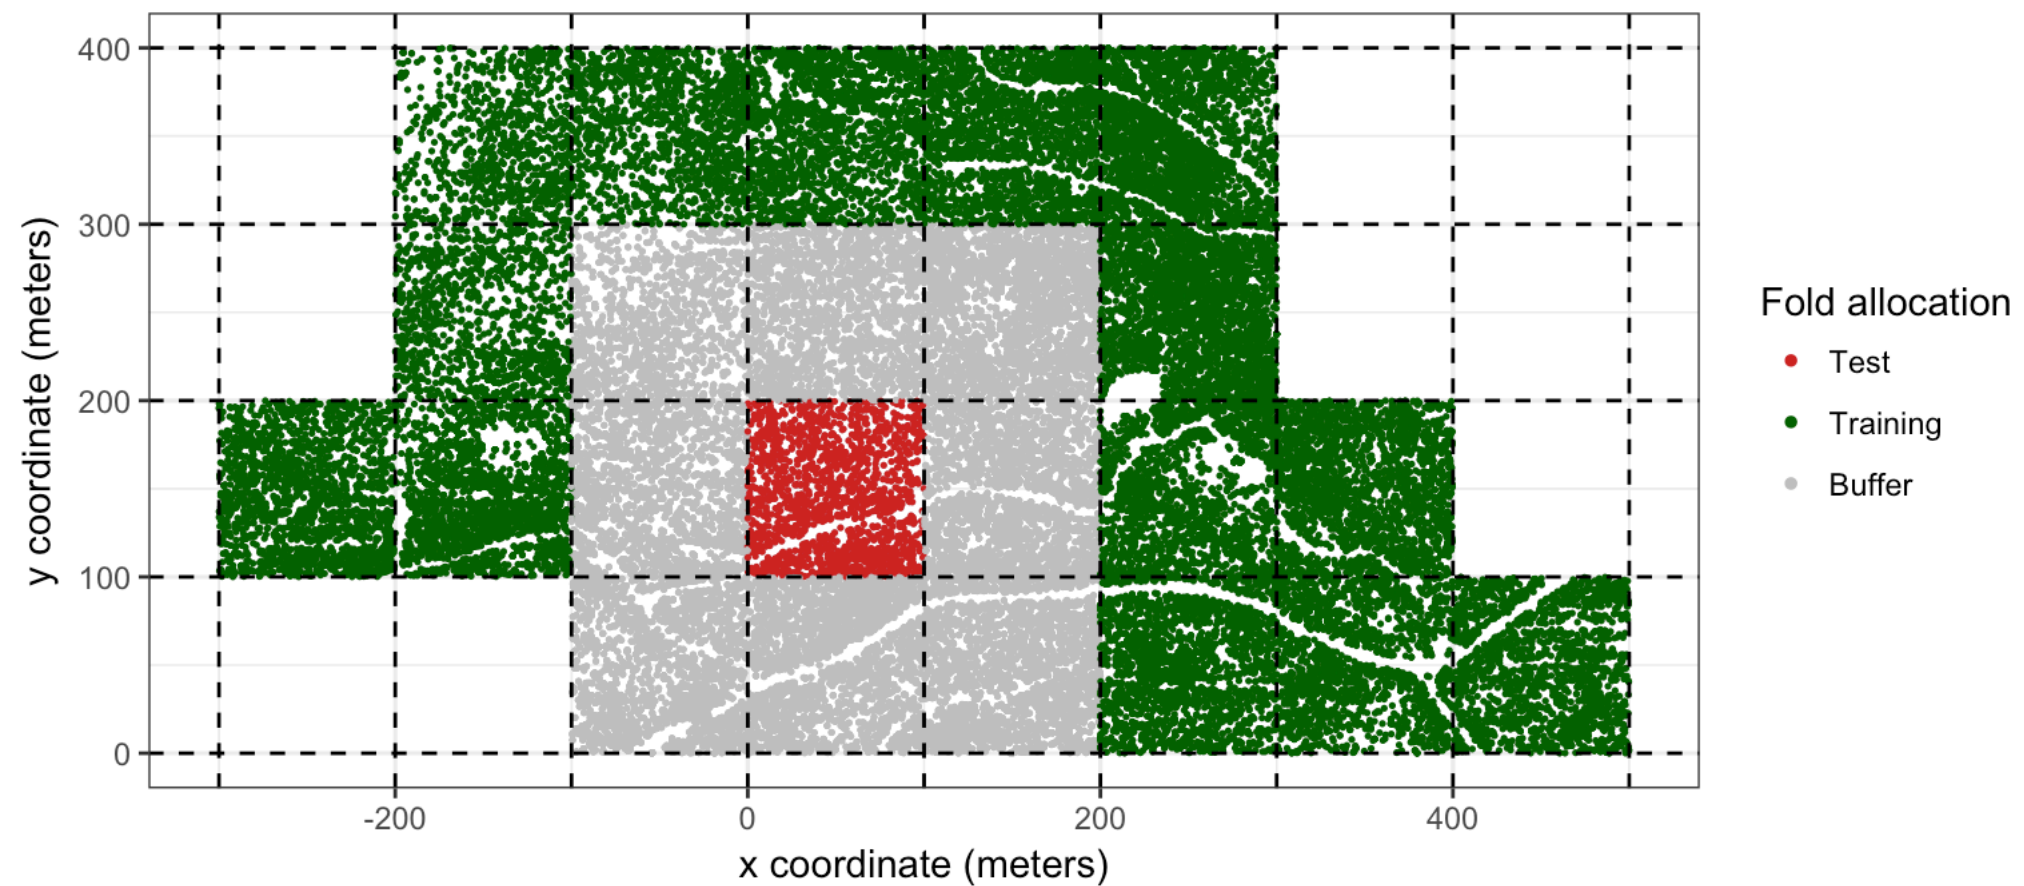 400
300
200
100
0
y coordinate (meters)
-200
0
200
400
x coordinate (meters)
Fold allocation
Test
Training
Buffer